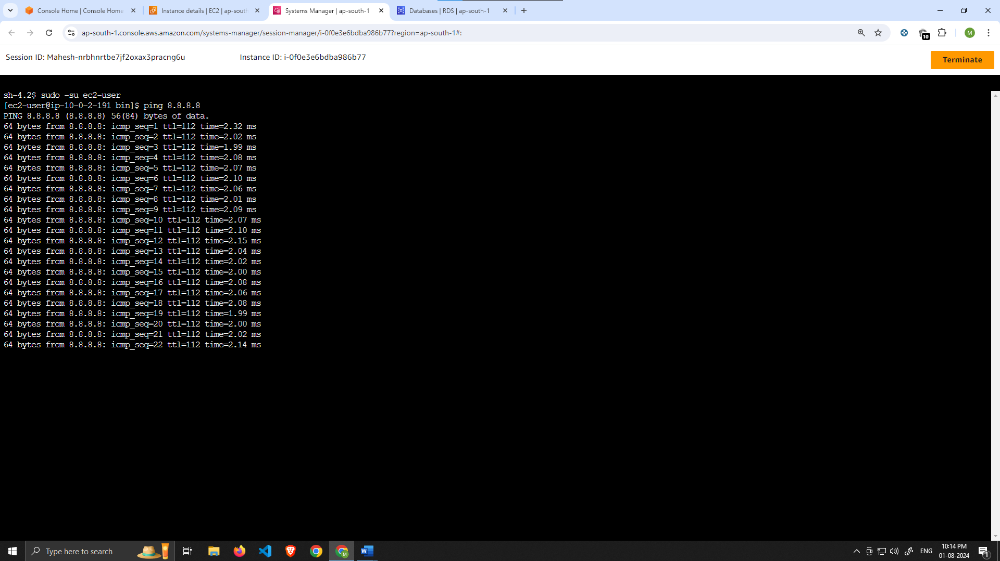 Console Home | Console Home
Instance details | EC2 | ap-south
Systems Manager | ap-south-1
Databases | RDS | ap-south-1
ap-south-1.console.aws.amazon.com/systems-manager/session-manager/i-0f0e3e6bdba986b77?region=ap-south-1#:
10
M
Session ID: Mahesh-nrbhnrtbe7jf2oxax3pracng6u
Instance ID: i-0f0e3e6bdba986b77
Terminate
sh-4.2$ sudo -su ec2-user
[ec2-user@ip-10-0-2-191 bin]$ ping 8.8.8.8
PING 8.8.8.8 (8.8.8.8) 56(84) bytes of data.
64 bytes from 8.8.8.8: icmp_seq=1 ttl=112 time=2.32 ms
64 bytes from 8.8.8.8: icmp_seq=2 ttl=112 time=2.02 ms
64 bytes from 8.8.8.8: icmp_seq=3 ttl=112 time=1.99 ms
64 bytes from 8.8.8.8: icmp_seq=4 ttl=112 time=2.08 ms
64 bytes from 8.8.8.8: icmp_seq=5 ttl=112 time=2.07 ms
64 bytes from 8.8.8.8: icmp_seq=6 ttl=112 time=2.10 ms
64 bytes from 8.8.8.8: icmp_seq=7 ttl=112 time=2.06 ms
64 bytes from 8.8.8.8: icmp_seq=8 ttl=112 time=2.01 ms
64 bytes from 8.8.8.8: icmp_seq=9 ttl=112 time=2.09 ms
64 bytes from 8.8.8.8: icmp_seq=10 ttl=112 time=2.07 ms
64 bytes from 8.8.8.8: icmp_seq=11 ttl=112 time=2.10 ms
64 bytes from 8.8.8.8: icmp_seq=12 ttl=112 time=2.15 ms
64 bytes from 8.8.8.8: icmp_seq=13 ttl=112 time=2.04 ms
64 bytes from 8.8.8.8: icmp_seq=14 ttl=112 time=2.02 ms
64 bytes from 8.8.8.8: icmp_seq=15 ttl=112 time=2.00 ms
64 bytes from 8.8.8.8: icmp_seq=16 ttl=112 time=2.08 ms
64 bytes from 8.8.8.8: icmp_seq=17 ttl=112 time=2.06 ms
64 bytes from 8.8.8.8: icmp_seq=18 ttl=112 time=2.08 ms
64 bytes from 8.8.8.8: icmp_seq=19 ttl=112 time=1.99 ms
64 bytes from 8.8.8.8: icmp_seq=20 ttl=112 time=2.00 ms
64 bytes from 8.8.8.8: icmp_seq=21 ttl=112 time=2.02 ms
64 bytes from 8.8.8.8: icmp_seq=22 ttl=112 time=2.14 ms
Type here to search
M
W
ENG
10:14 PM
01-08-2024
1